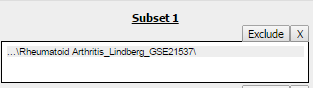 Subset 1
Exclude X
...\Rheumatoid Arthritis_Lindberg_GSE21537\